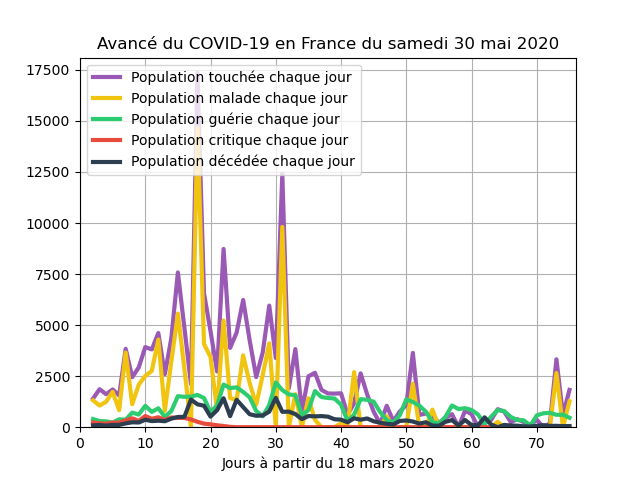 Avancé du COVID-19 en France du samedi 30 mai 2020
17500
15000
12500
10000
7500
5000
2500
0
Population touchée chaque jour
Population malade chaque jour
Population guérie chaque jour
Population critique chaque jour
Population décédée chaque jour
0 10 20 30 40 50 60 70
Jours à partir du 18 mars 2020